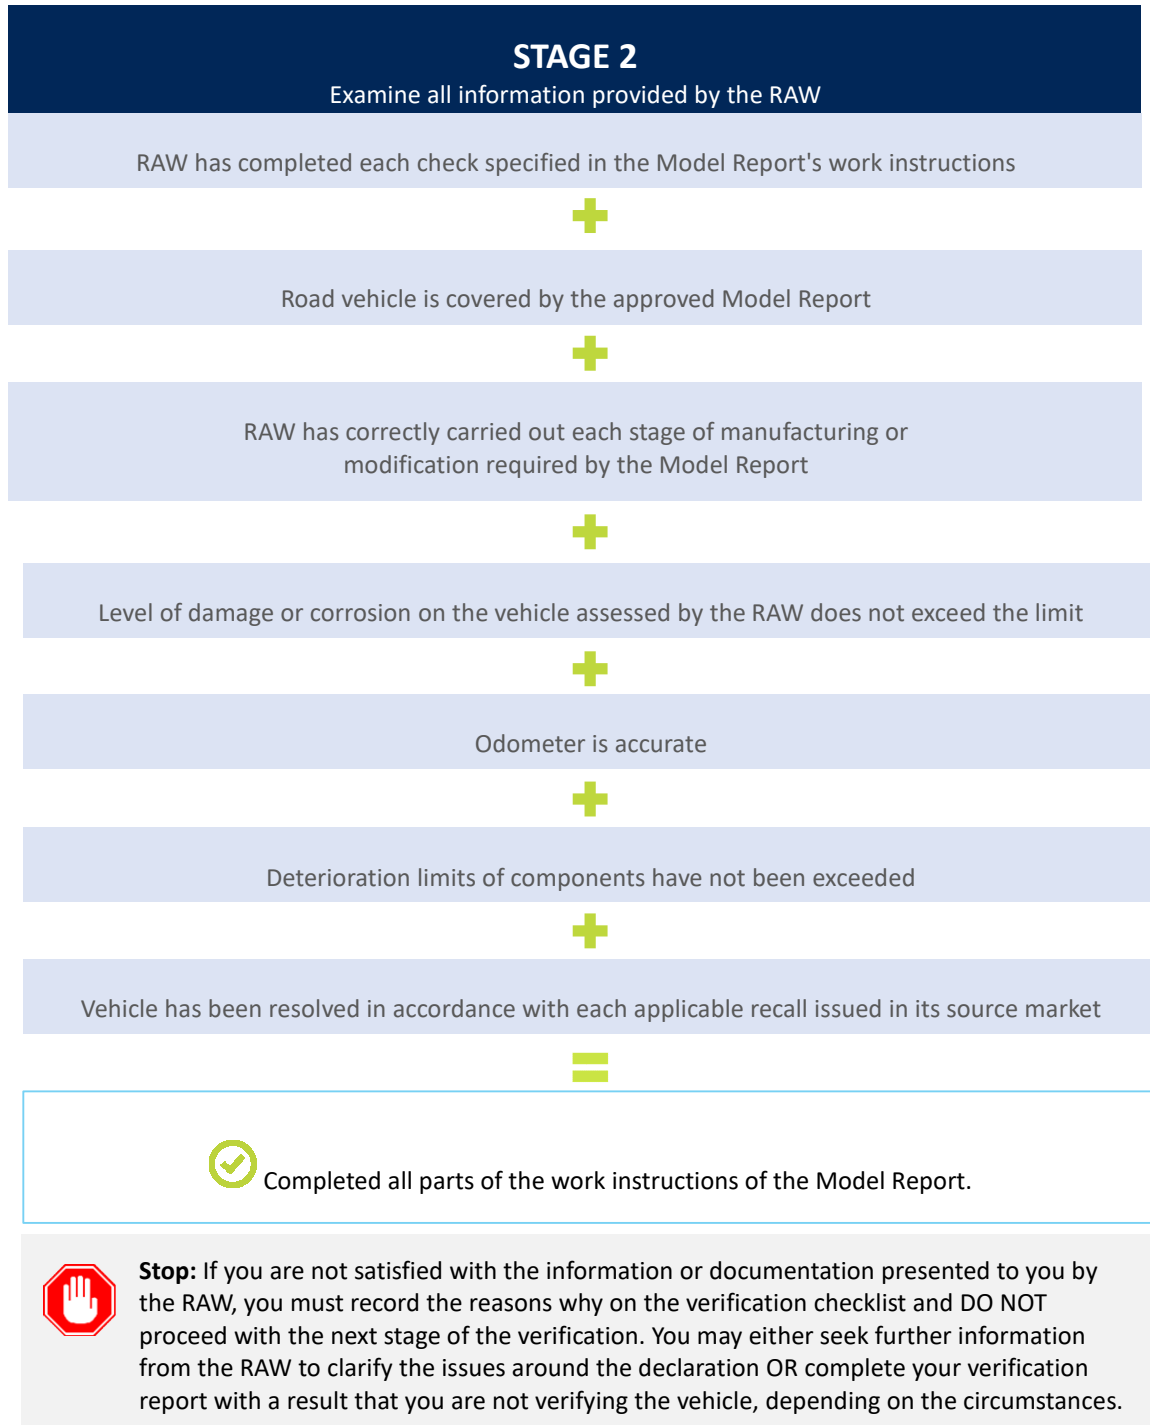 STAGE 2
Examine all information provided by the RAW
RAW has completed each check specified in the Model Report's work instructions
Road vehicle is covered by the approved Model Report
RAW has correctly carried out each stage of manufacturing or
modification required by the Model Report
Level of damage or corrosion on the vehicle assessed by the RAW does not exceed the limit
Odometer is accurate
Deterioration limits of components have not been exceeded
Vehicle has been resolved in accordance with each applicable recall issued in its source market
Completed all parts of the work instructions of the Model Report.
Stop: If you are not satisfied with the information or documentation presented to you by
the RAW, you must record the reasons why on the verification checklist and DO NOT
proceed with the next stage of the verification. You may either seek further information
from the RAW to clarify the issues around the declaration OR complete your verification
report with a result that you are not verifying the vehicle, depending on the circumstances.